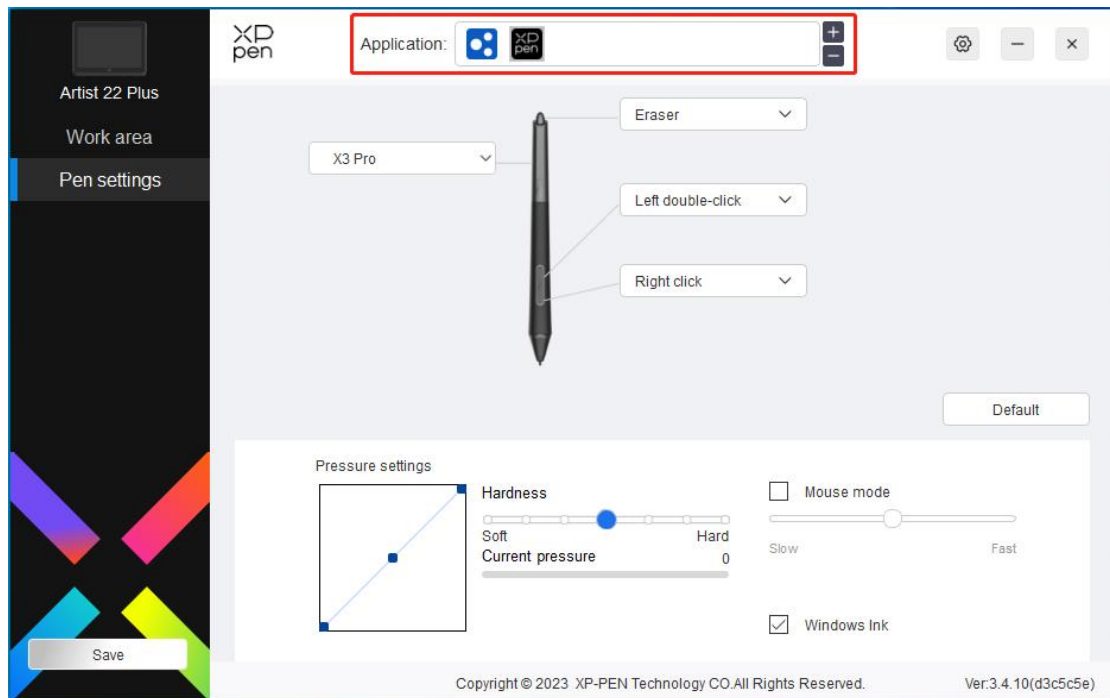 XP
pen
Application:
XP
pen
+
−
Artist 22 Plus
Work area
Pen settings
Eraser
X3 Pro
Left double-click
Right click
Default
Pressure settings
Hardness
Soft Hard
Current pressure 0
Mouse mode
Slow Fast
Windows Ink
Save
Copyright © 2023 XP-PEN Technology CO.All Rights Reserved.
Ver:3.4.10(d3c5c5e)